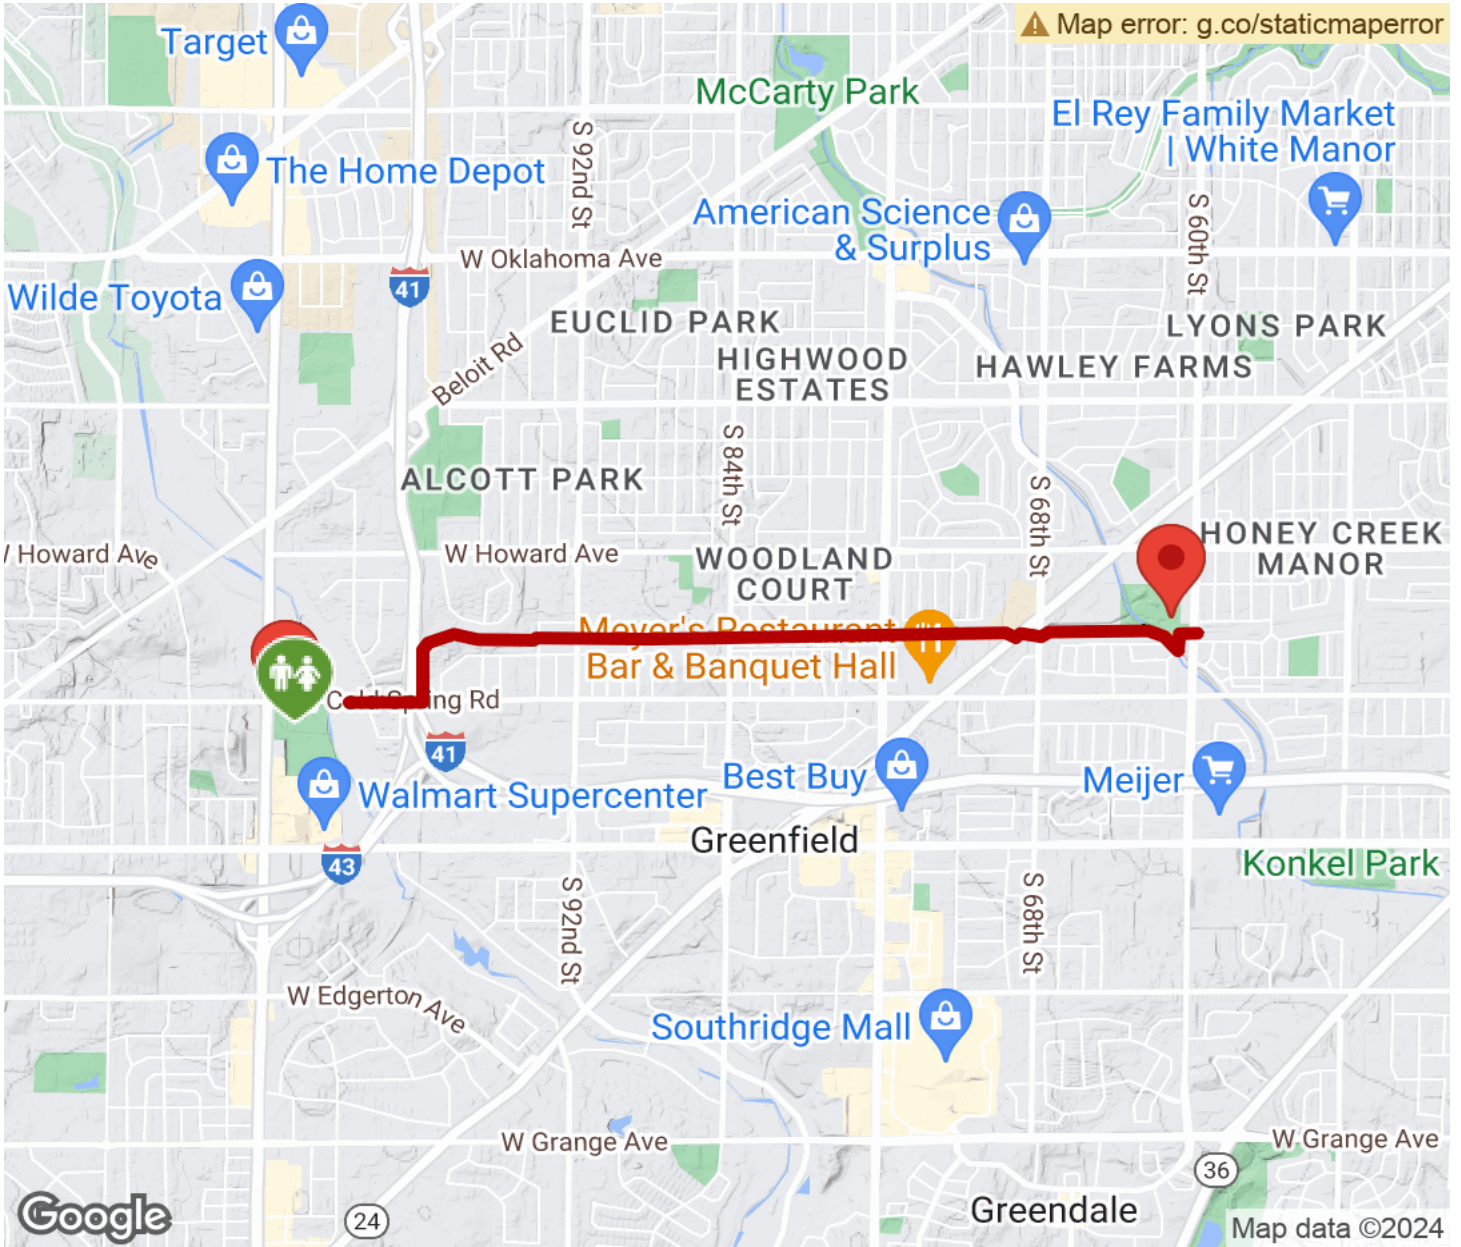 Map error: g.co/staticmaperror
Target
McCarty Park
El Rey Family Market
| White Manor
The Home Depot
S 92nd St
American Science
& Surplus
S 60th St
W Oklahoma Ave
41
Wilde Toyota
EUCLID PARK
LYONS PARK
HIGHWOOD
ESTATES
HAWLEY FARMS
Beloit Rd
S 84th St
ALCOTT PARK
S 68th St
W Howard Ave
W Howard Ave
WOODLAND
COURT
HONEY CREEK
MANOR
Meyer's Restaurant
Bar & Banquet Hall
Cold Spring Rd
41
Best Buy
Meijer
Walmart Supercenter
Greenfield
43
Konkel Park
S 92nd St
S 68th St
W Edgerton Ave
Southridge Mall
W Grange Ave
W Grange Ave
36
Greendale
24
Google
Map data ©2024